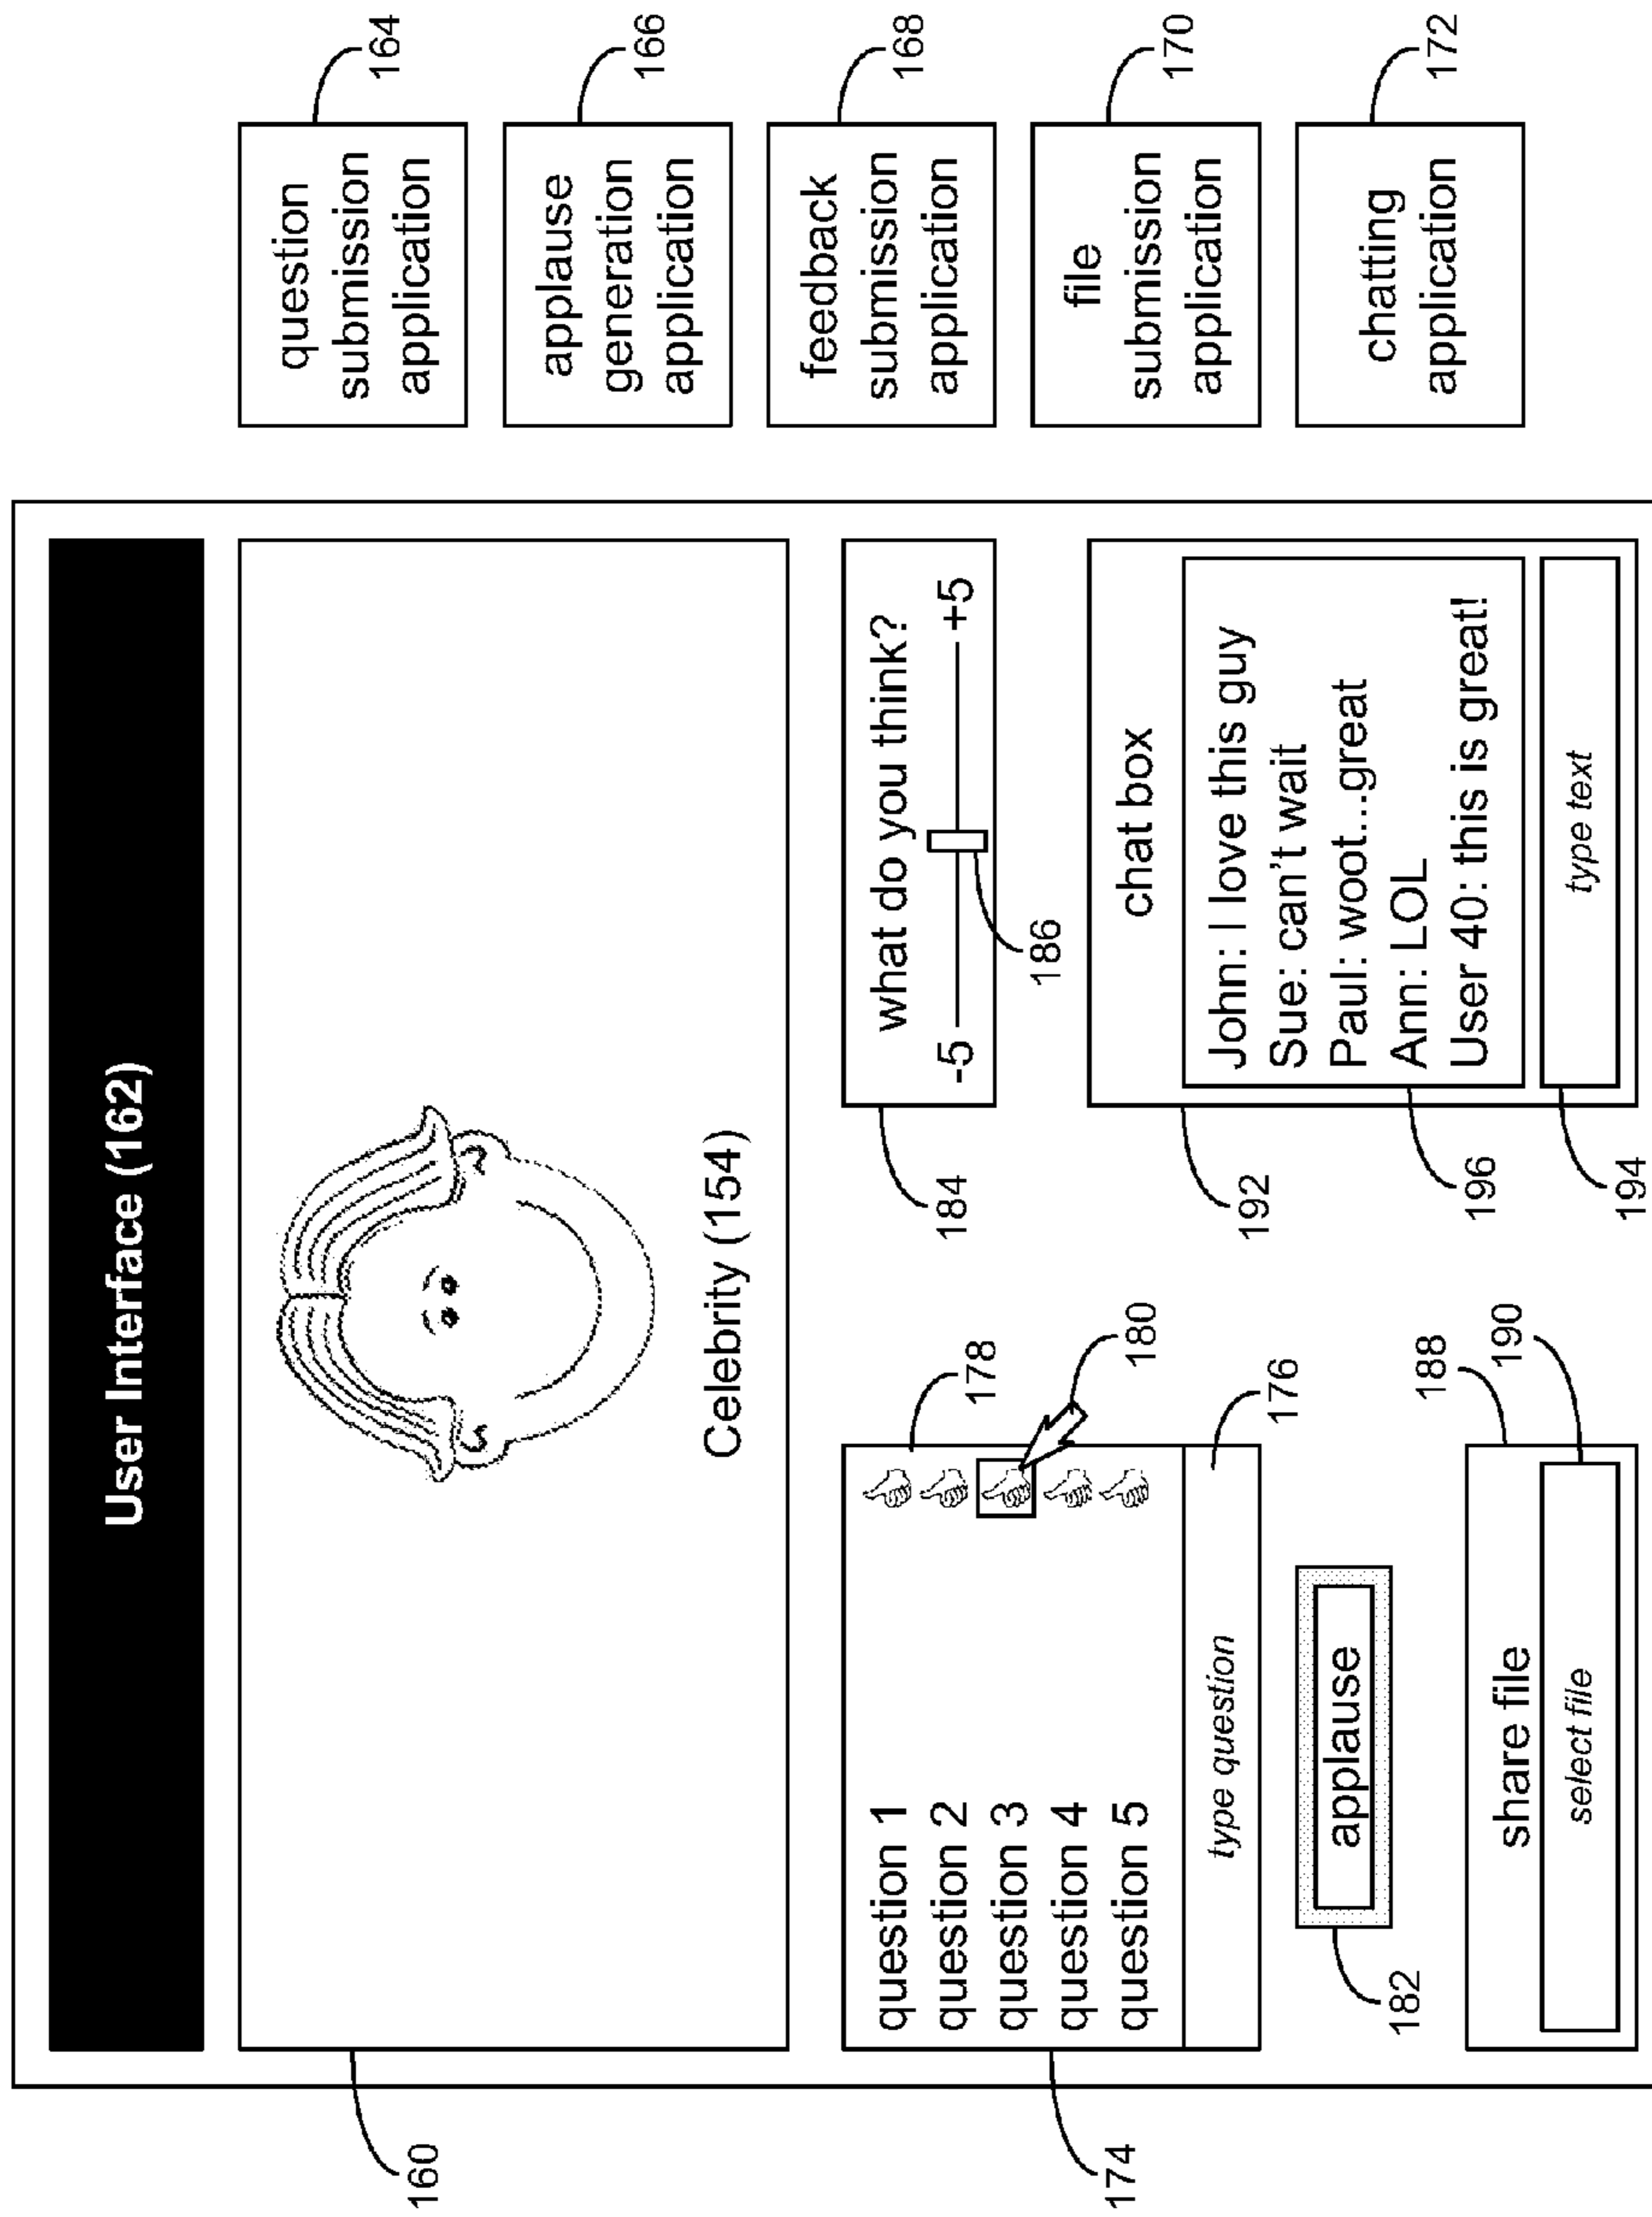 User Interface (162)
160
Celebrity (154)
question 1
question 2
question 3
question 4
question 5
type question
174
178
180
176
applause
182
share file
select file
188
190
what do you think?
-5
+5
184
186
chat box
John: I love this guy
Sue: can't wait
Paul: woot...great
Ann: LOL
User 40: this is great!
type text
192
196
194
question
submission
application
164
applause
generation
application
166
feedback
submission
application
168
file
submission
application
170
chatting
application
172